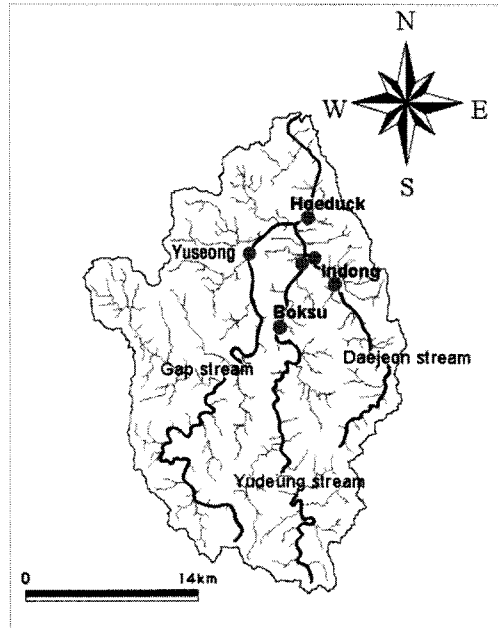 N
W E
S
Hoeduck
Yuseong
Indong
Boksu
Daejeon stream
Gap stream
Yudeung stream
0 14km